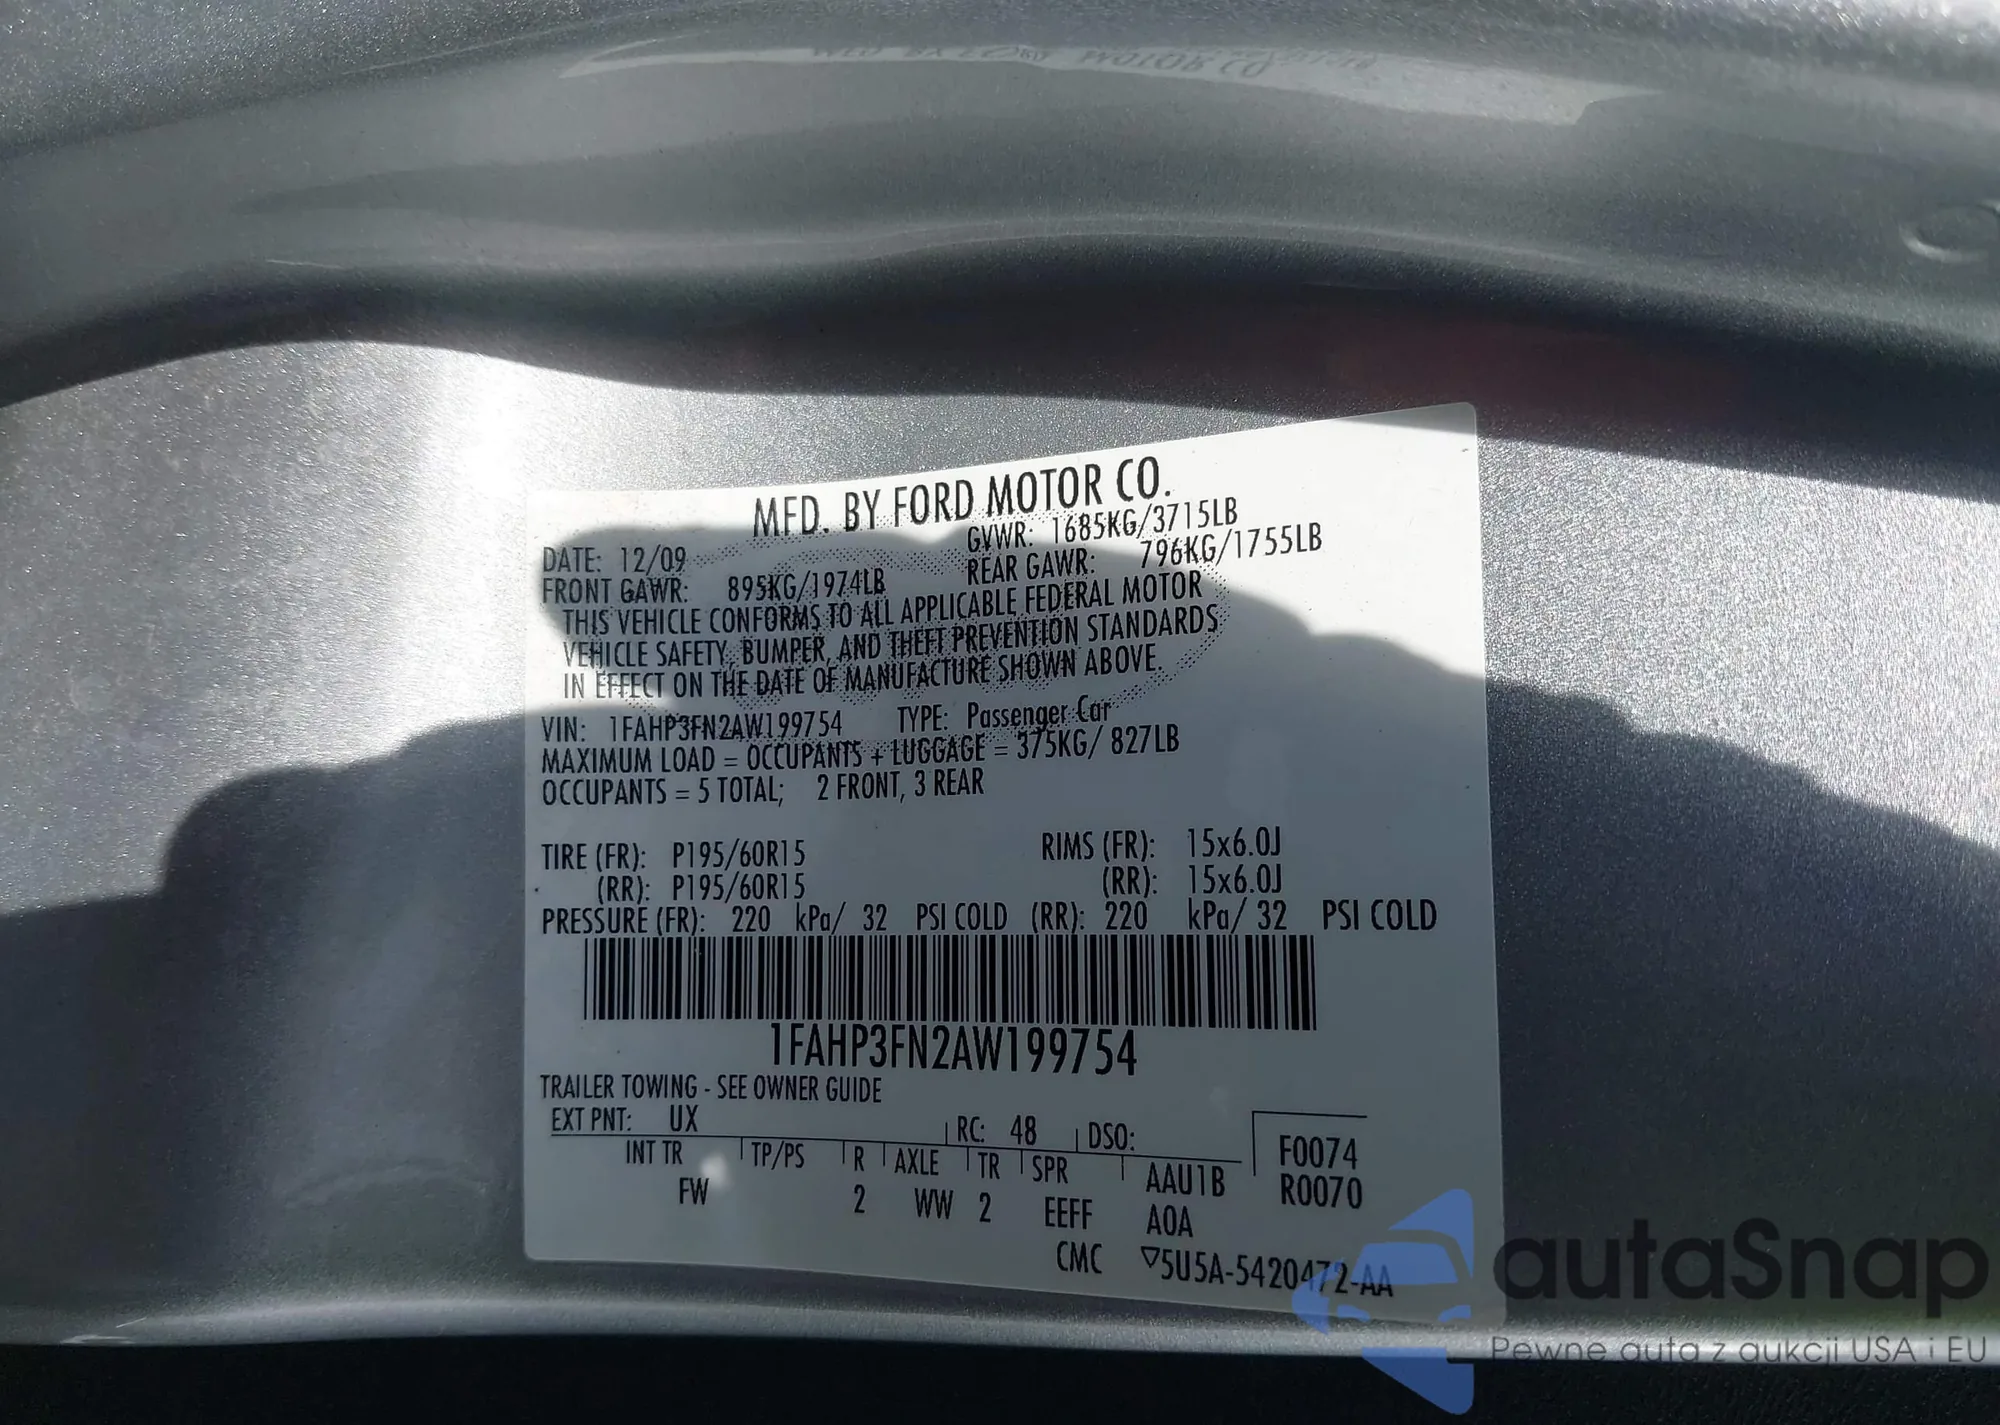 MFD. BY FORD MOTOR CO.
DATE: 12/09 GVWR: 1685KG/3715LB
FRONT GAWR: 895KG/1974LB REAR GAWR: 796KG/1755LB
THIS VEHICLE CONFORMS TO ALL APPLICABLE FEDERAL MOTOR
VEHICLE SAFETY, BUMPER, AND THEFT PREVENTION STANDARDS
IN EFFECT ON THE DATE OF MANUFACTURE SHOWN ABOVE.
VIN: 1FAHP3FN2AW199754 TYPE: Passenger Car
MAXIMUM LOAD = OCCUPANTS + LUGGAGE = 375KG/ 827LB
OCCUPANTS = 5 TOTAL; 2 FRONT, 3 REAR
TIRE (FR): P195/60R15 RIMS (FR): 15x6.0J
(RR): P195/60R15 (RR): 15x6.0J
PRESSURE (FR): 220 kPa/ 32 PSI COLD (RR): 220 kPa/ 32 PSI COLD
1FAHP3FN2AW199754
TRAILER TOWING - SEE OWNER GUIDE
EXT PNT: UX RC: 48 DSO:
INT TR TP/PS R AXLE TR SPR AAU1B F0074
FW 2 WW 2 EEFF A0A R0070
CMC ▽5U5A-5420472-AA
autaSnap
Pewne auta z aukcji USA i EU